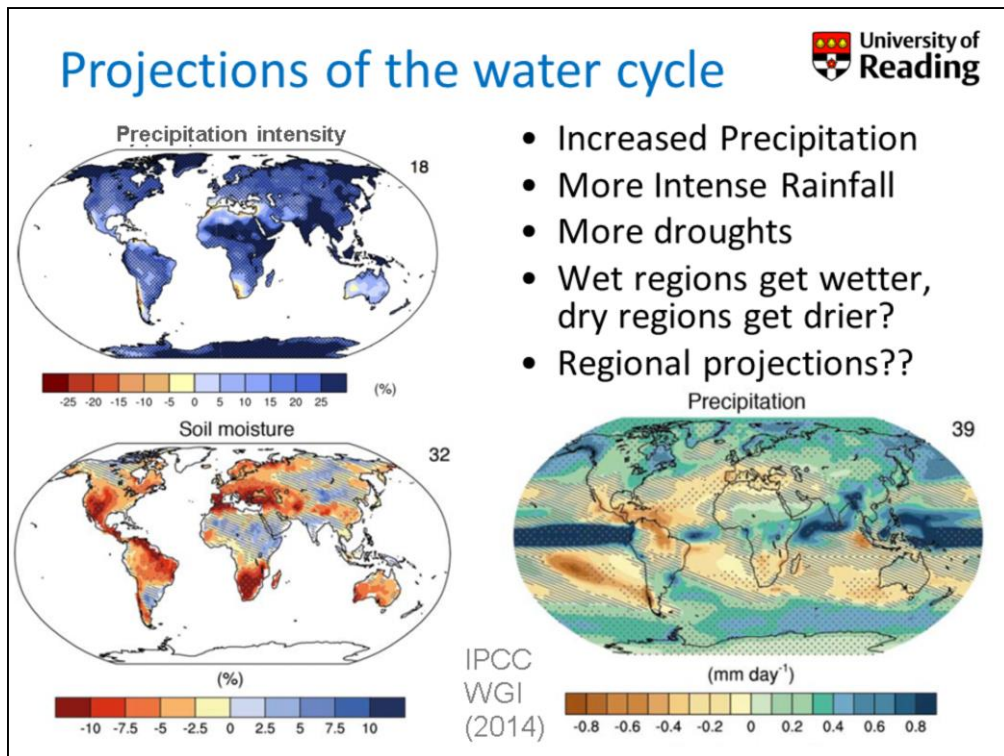 Projections of the water cycle
University of
Reading
Precipitation intensity
18
-25 -20 -15 -10 -5 0 5 10 15 20 25
(%)
Soil moisture
32
(%)
-10 -7.5 -5 -2.5 0 2.5 5 7.5 10
• Increased Precipitation
• More Intense Rainfall
• More droughts
• Wet regions get wetter,
dry regions get drier?
• Regional projections??
Precipitation
39
(mm day⁻¹)
-0.8 -0.6 -0.4 -0.2 0 0.2 0.4 0.6 0.8
IPCC
WGI
(2014)